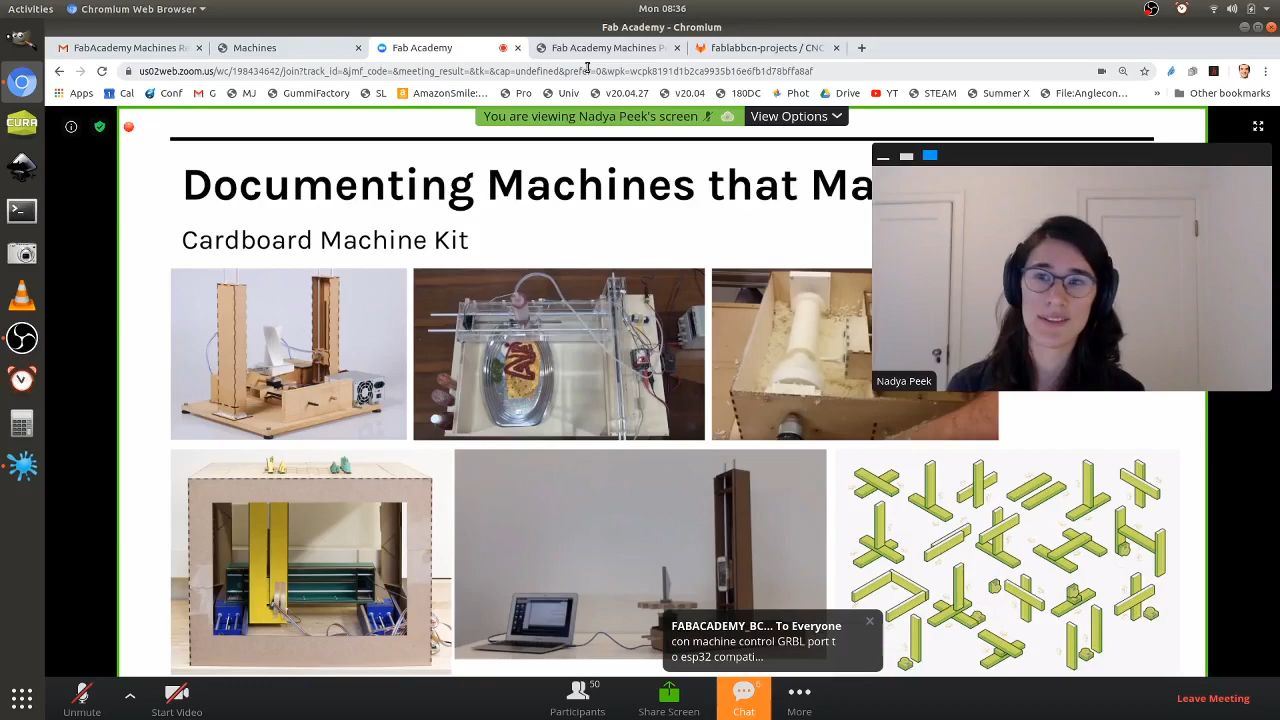 Activities
Chromium Web Browser
Mon 08:36
Fab Academy - Chromium
FabAcademy Machines Re
Machines
Fab Academy
Fab Academy Machines P
fablabbcn-projects / CNC
us02web.zoom.us/wc/198434642/join?track_id=&jmf_code=&meeting_result=&tk=&cap=undefined&prefs=0&wpk=wcpk8191d1b2ca9935b16e6fb1d78bffa8af
Apps
Cal
Conf
G
MJ
GummiFactory
SL
AmazonSmile:...
Pro
Univ
v20.04.27
v20.04
180DC
Phot
Drive
YT
STEAM
Summer X
File:Anglecon...
»
Other bookmarks
You are viewing Nadya Peek's screen
View Options
Documenting Machines that Ma
Cardboard Machine Kit
Nadya Peek
FABACADEMY_BC... To Everyone
con machine control GRBL port t
o esp32 compati...
Unmute
Start Video
50
Participants
Share Screen
6
Chat
More
Leave Meeting
CURA